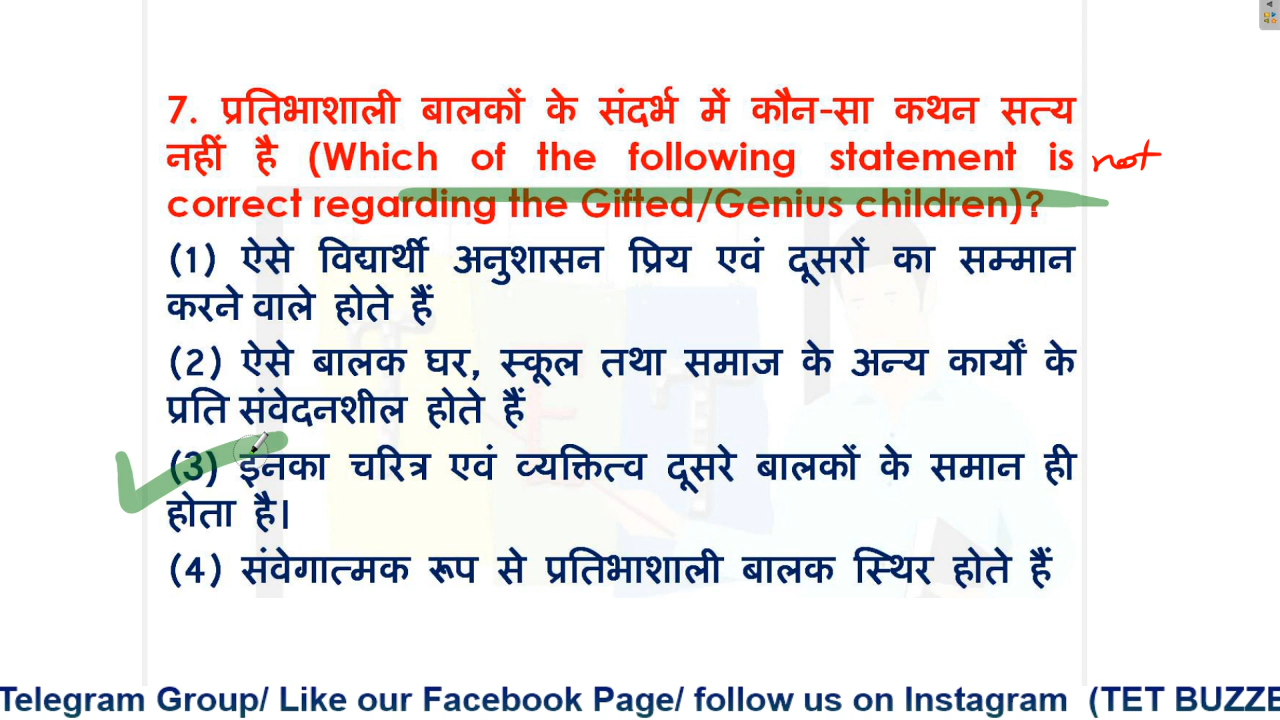 7. प्रतिभाशाली बालकों के संदर्भ में कौन-सा कथन सत्य
नहीं है (Which of the following statement is not
correct regarding the Gifted/Genius children)?
(1) ऐसे विद्यार्थी अनुशासन प्रिय एवं दूसरों का सम्मान
करने वाले होते हैं
(2) ऐसे बालक घर, स्कूल तथा समाज के अन्य कार्यों के
प्रति संवेदनशील होते हैं
(3) इनका चरित्र एवं व्यक्तित्व दूसरे बालकों के समान ही
होता है।
(4) संवेगात्मक रूप से प्रतिभाशाली बालक स्थिर होते हैं
Telegram Group/ Like our Facebook Page/ follow us on Instagram (TET BUZZE